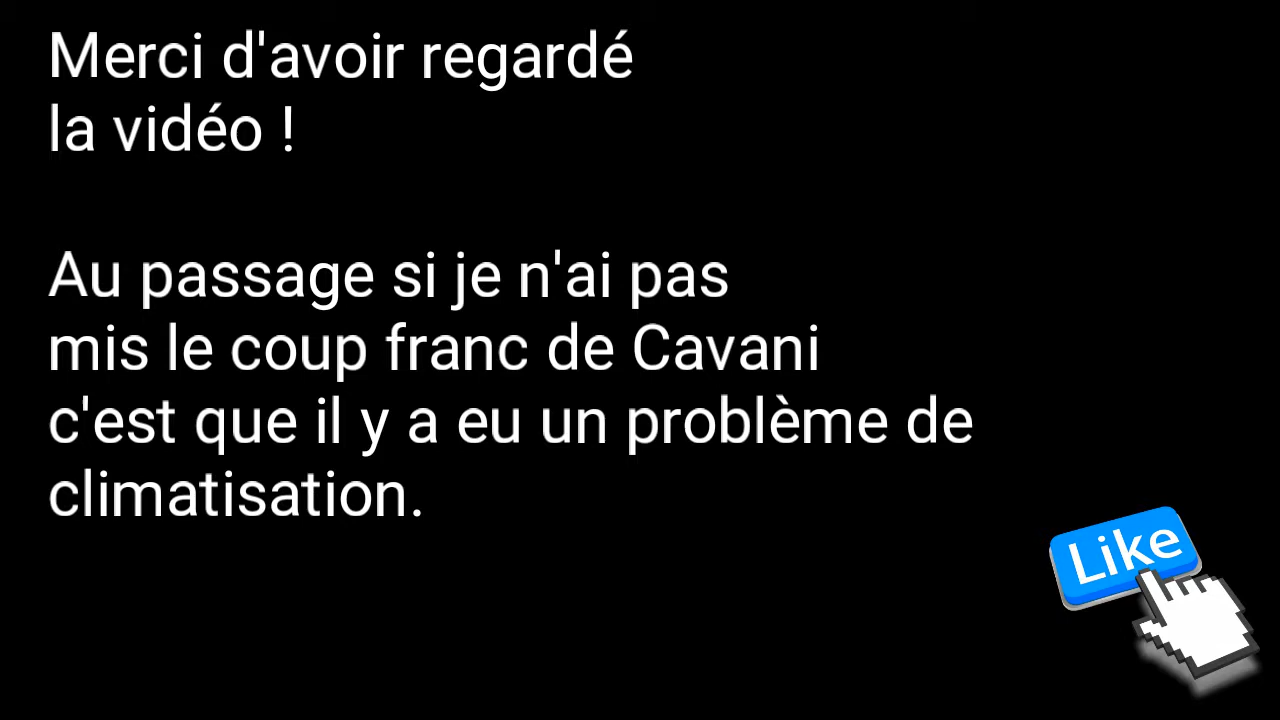 Merci d'avoir regardé
la vidéo !
Au passage si je n'ai pas
mis le coup franc de Cavani
c'est que il y a eu un problème de
climatisation.
Like